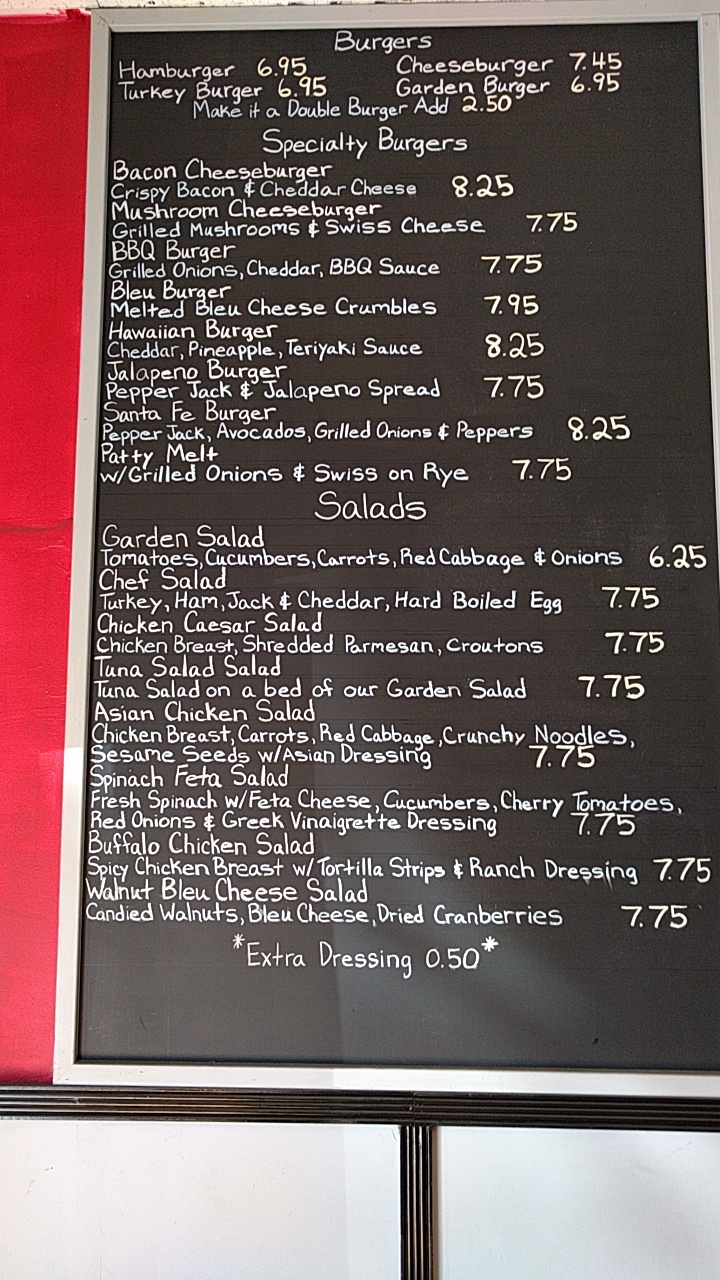 Burgers
Hamburger 6.95 Cheeseburger 7.45
Turkey Burger 6.95 Garden Burger 6.95
Make it a Double Burger Add 2.50
Specialty Burgers
Bacon Cheeseburger
Crispy Bacon & Cheddar Cheese 8.25
Mushroom Cheeseburger
Grilled Mushrooms & Swiss Cheese 7.75
BBQ Burger
Grilled Onions, Cheddar, BBQ Sauce 7.75
Bleu Burger
Melted Bleu Cheese Crumbles 7.95
Hawaiian Burger
Cheddar, Pineapple, Teriyaki Sauce 8.25
Jalapeno Burger
Pepper Jack & Jalapeno Spread 7.75
Santa Fe Burger
Pepper Jack, Avocados, Grilled Onions & Peppers 8.25
Patty Melt
w/Grilled Onions & Swiss on Rye 7.75
Salads
Garden Salad
Tomatoes, Cucumbers, Carrots, Red Cabbage & Onions 6.25
Chef Salad
Turkey, Ham, Jack & Cheddar, Hard Boiled Egg 7.75
Chicken Caesar Salad
Chicken Breast, Shredded Parmesan, Croutons 7.75
Tuna Salad Salad
Tuna Salad on a bed of our Garden Salad 7.75
Asian Chicken Salad
Chicken Breast, Carrots, Red Cabbage, Crunchy Noodles,
Sesame Seeds w/Asian Dressing 7.75
Spinach Feta Salad
Fresh Spinach w/Feta Cheese, Cucumbers, Cherry Tomatoes,
Red Onions & Greek Vinaigrette Dressing 7.75
Buffalo Chicken Salad
Spicy Chicken Breast w/Tortilla Strips & Ranch Dressing 7.75
Walnut Bleu Cheese Salad
Candied Walnuts, Bleu Cheese, Dried Cranberries 7.75
*Extra Dressing 0.50*